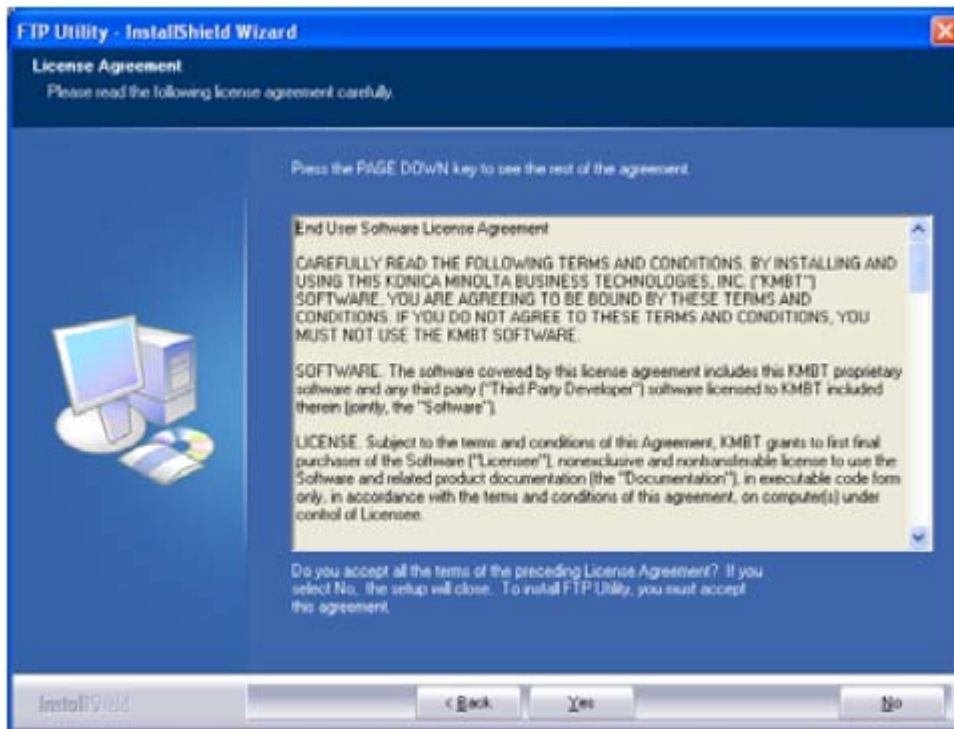 FTP Utility - InstallShield Wizard
License Agreement
Please read the following license agreement carefully.
Press the PAGE DOWN key to see the rest of the agreement.
End User Software License Agreement
CAREFULLY READ THE FOLLOWING TERMS AND CONDITIONS. BY INSTALLING AND
USING THIS KONICA MINOLTA BUSINESS TECHNOLOGIES, INC. ("KMBT")
SOFTWARE, YOU ARE AGREEING TO BE BOUND BY THESE TERMS AND
CONDITIONS. IF YOU DO NOT AGREE TO THESE TERMS AND CONDITIONS, YOU
MUST NOT USE THE KMBT SOFTWARE.
SOFTWARE. The software covered by this license agreement includes this KMBT proprietary
software and any third party ("Third Party Developer") software licensed to KMBT included
therein (jointly, the "Software").
LICENSE. Subject to the terms and conditions of this Agreement, KMBT grants to first final
purchaser of the Software ("Licensee"), nonexclusive and nontransferable license to use the
Software and related product documentation (the "Documentation"), in executable code form
only, in accordance with the terms and conditions of this agreement, on computer(s) under
control of Licensee.
Do you accept all the terms of the preceding License Agreement? If you
select No, the setup will close. To install FTP Utility, you must accept
this agreement.
InstallShield
< Back
Yes
No